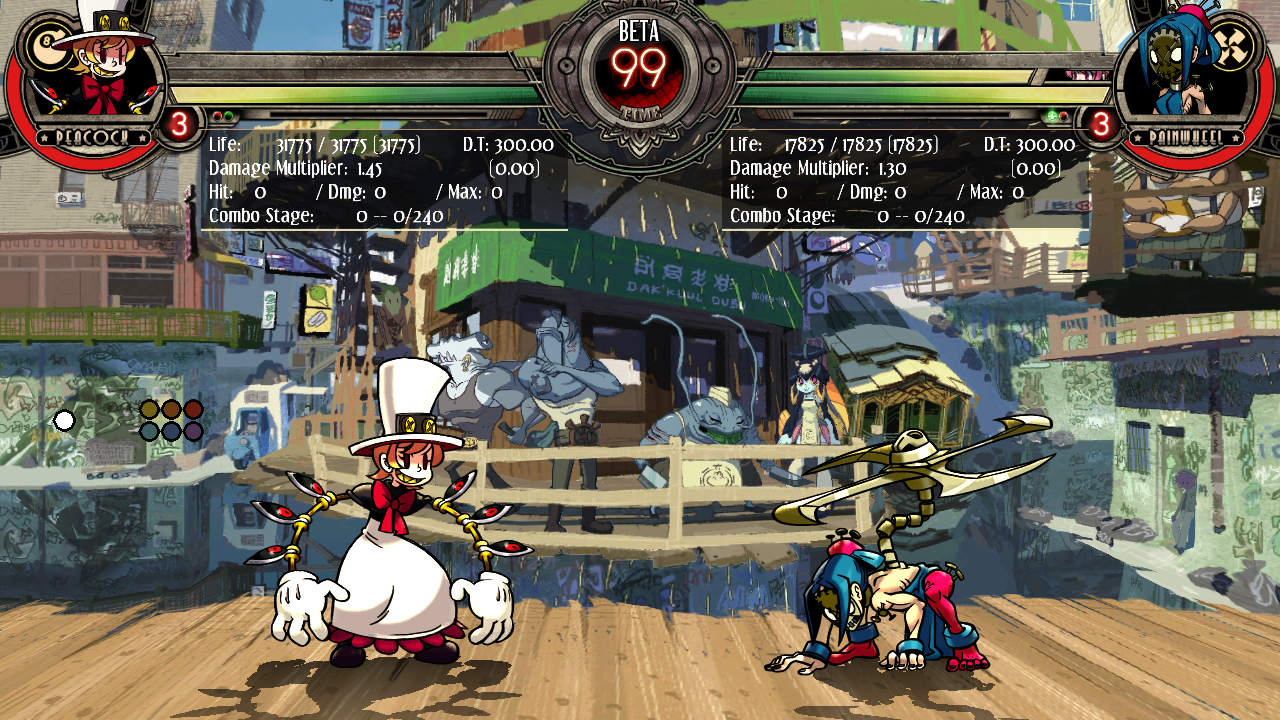 BETA
99
TIME
8
PEACOCK
PAINWHEEL
3
3
Life: 31775 / 31775 (31775) D.T: 300.00
Damage Multiplier: 1.45 (0.00)
Hit: 0 / Dmg: 0 / Max: 0
Combo Stage: 0 -- 0/240
Life: 17825 / 17825 (17825) D.T: 300.00
Damage Multiplier: 1.30 (0.00)
Hit: 0 / Dmg: 0 / Max: 0
Combo Stage: 0 -- 0/240
DAK'KUUL